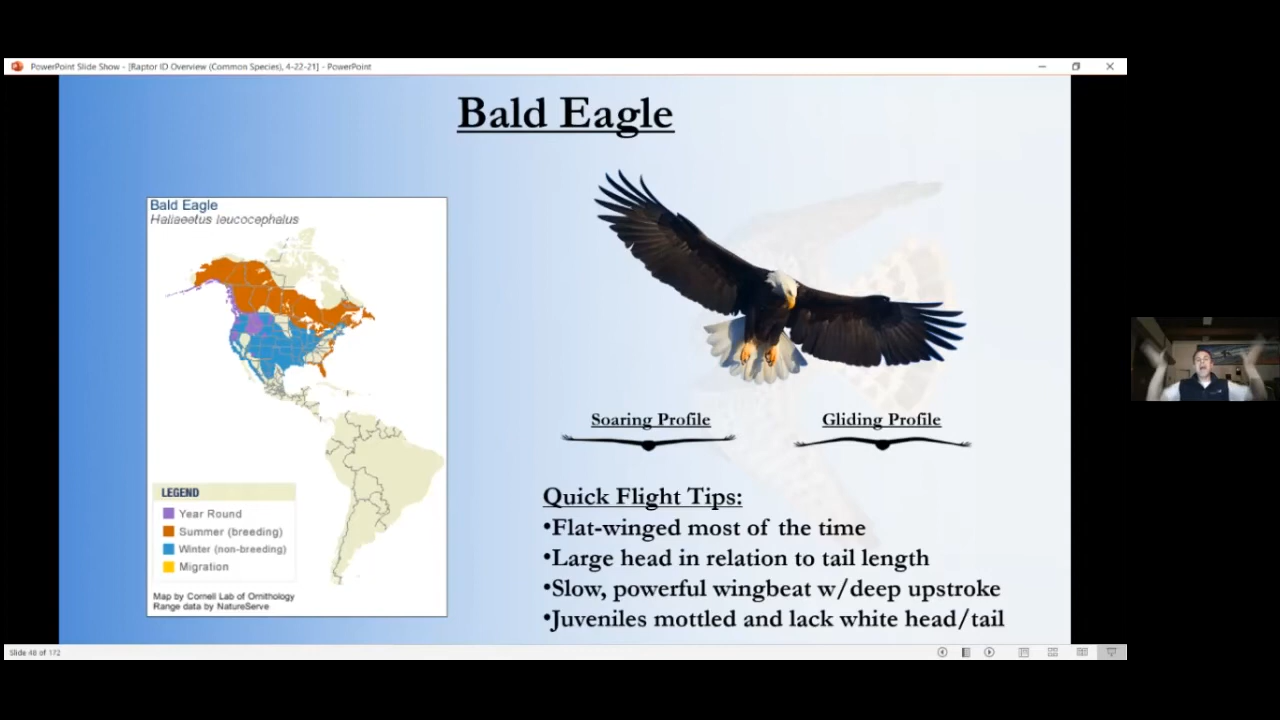 PowerPoint Slide Show - [Raptor ID Overview (Common Species), 4-22-21] - PowerPoint
Bald Eagle
Bald Eagle
Haliaeetus leucocephalus
Soaring Profile
Gliding Profile
LEGEND
Year Round
Summer (breeding)
Winter (non-breeding)
Migration
Map by Cornell Lab of Ornithology
Range data by NatureServe
Quick Flight Tips:
•Flat-winged most of the time
•Large head in relation to tail length
•Slow, powerful wingbeat w/deep upstroke
•Juveniles mottled and lack white head/tail
Slide 48 of 172